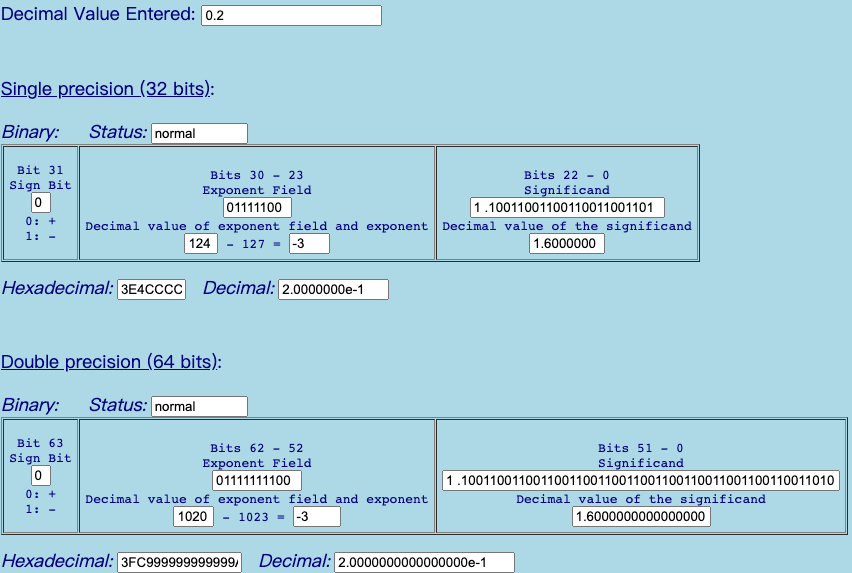 Decimal Value Entered: 0.2
Single precision (32 bits):
Binary: Status: normal
Bit 31
Sign Bit
0
0: +
1: -
Bits 30 - 23
Exponent Field
01111100
Decimal value of exponent field and exponent
124 - 127 = -3
Bits 22 - 0
Significand
1 .10011001100110011001101
Decimal value of the significand
1.6000000
Hexadecimal: 3E4CCCC Decimal: 2.0000000e-1
Double precision (64 bits):
Binary: Status: normal
Bit 63
Sign Bit
0
0: +
1: -
Bits 62 - 52
Exponent Field
01111111100
Decimal value of exponent field and exponent
1020 - 1023 = -3
Bits 51 - 0
Significand
1 .1001100110011001100110011001100110011001100110011010
Decimal value of the significand
1.6000000000000000
Hexadecimal: 3FC999999999999 Decimal: 2.0000000000000000e-1